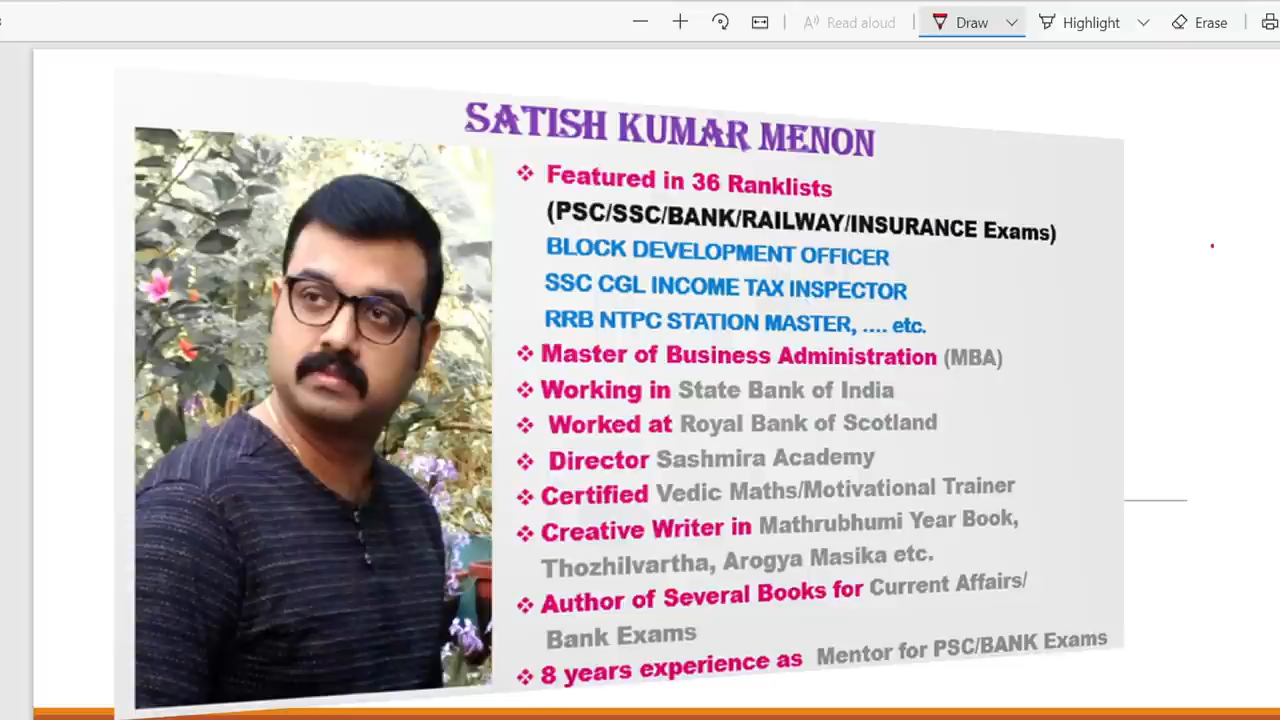 Read aloud
Draw
Highlight
Erase
SATISH KUMAR MENON
Featured in 36 Ranklists
(PSC/SSC/BANK/RAILWAY/INSURANCE Exams)
BLOCK DEVELOPMENT OFFICER
SSC CGL INCOME TAX INSPECTOR
RRB NTPC STATION MASTER, .... etc.
Master of Business Administration (MBA)
Working in State Bank of India
Worked at Royal Bank of Scotland
Director Sashmira Academy
Certified Vedic Maths/Motivational Trainer
Creative Writer in Mathrubhumi Year Book,
Thozhilvartha, Arogya Masika etc.
Author of Several Books for Current Affairs/
Bank Exams
8 years experience as Mentor for PSC/BANK Exams